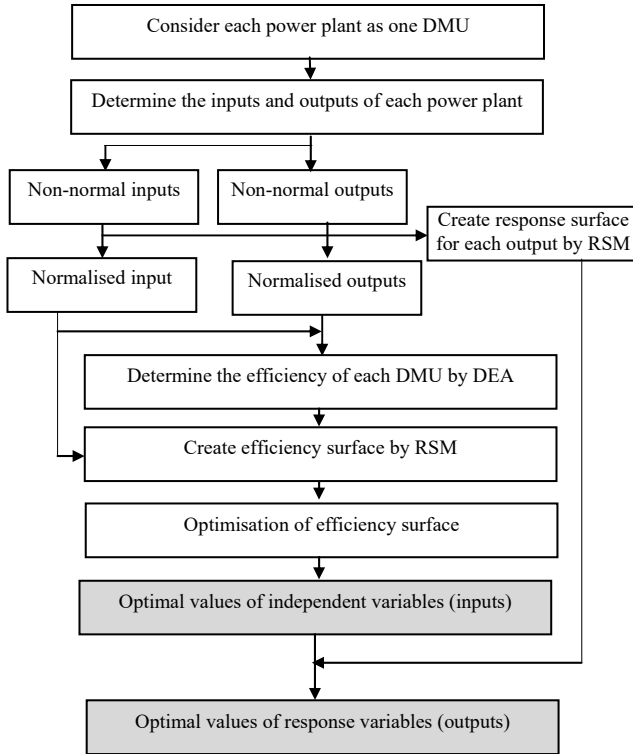 Consider each power plant as one DMU
Determine the inputs and outputs of each power plant
Non-normal inputs
Non-normal outputs
Create response surface
for each output by RSM
Normalised input
Normalised outputs
Determine the efficiency of each DMU by DEA
Create efficiency surface by RSM
Optimisation of efficiency surface
Optimal values of independent variables (inputs)
Optimal values of response variables (outputs)